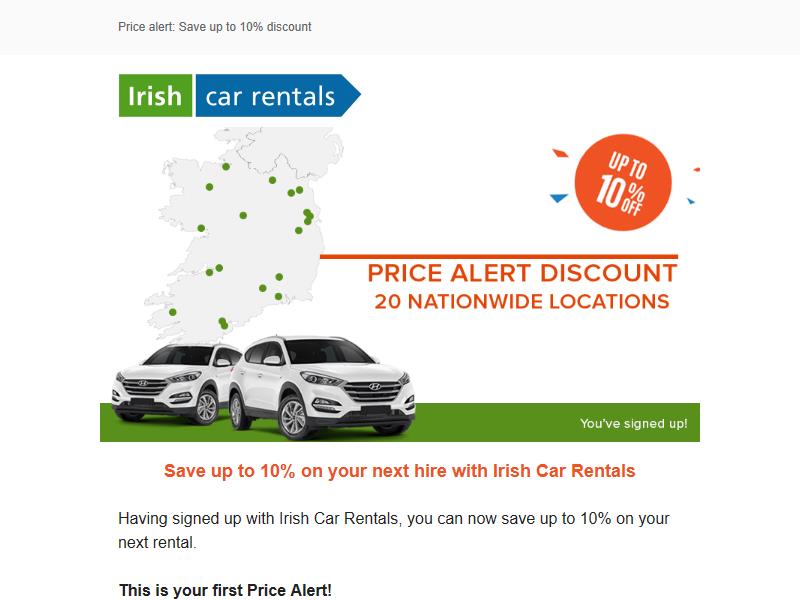 Price alert: Save up to 10% discount
Irish car rentals
UP TO
10% OFF
PRICE ALERT DISCOUNT
20 NATIONWIDE LOCATIONS
You've signed up!
Save up to 10% on your next hire with Irish Car Rentals
Having signed up with Irish Car Rentals, you can now save up to 10% on your
next rental.
This is your first Price Alert!